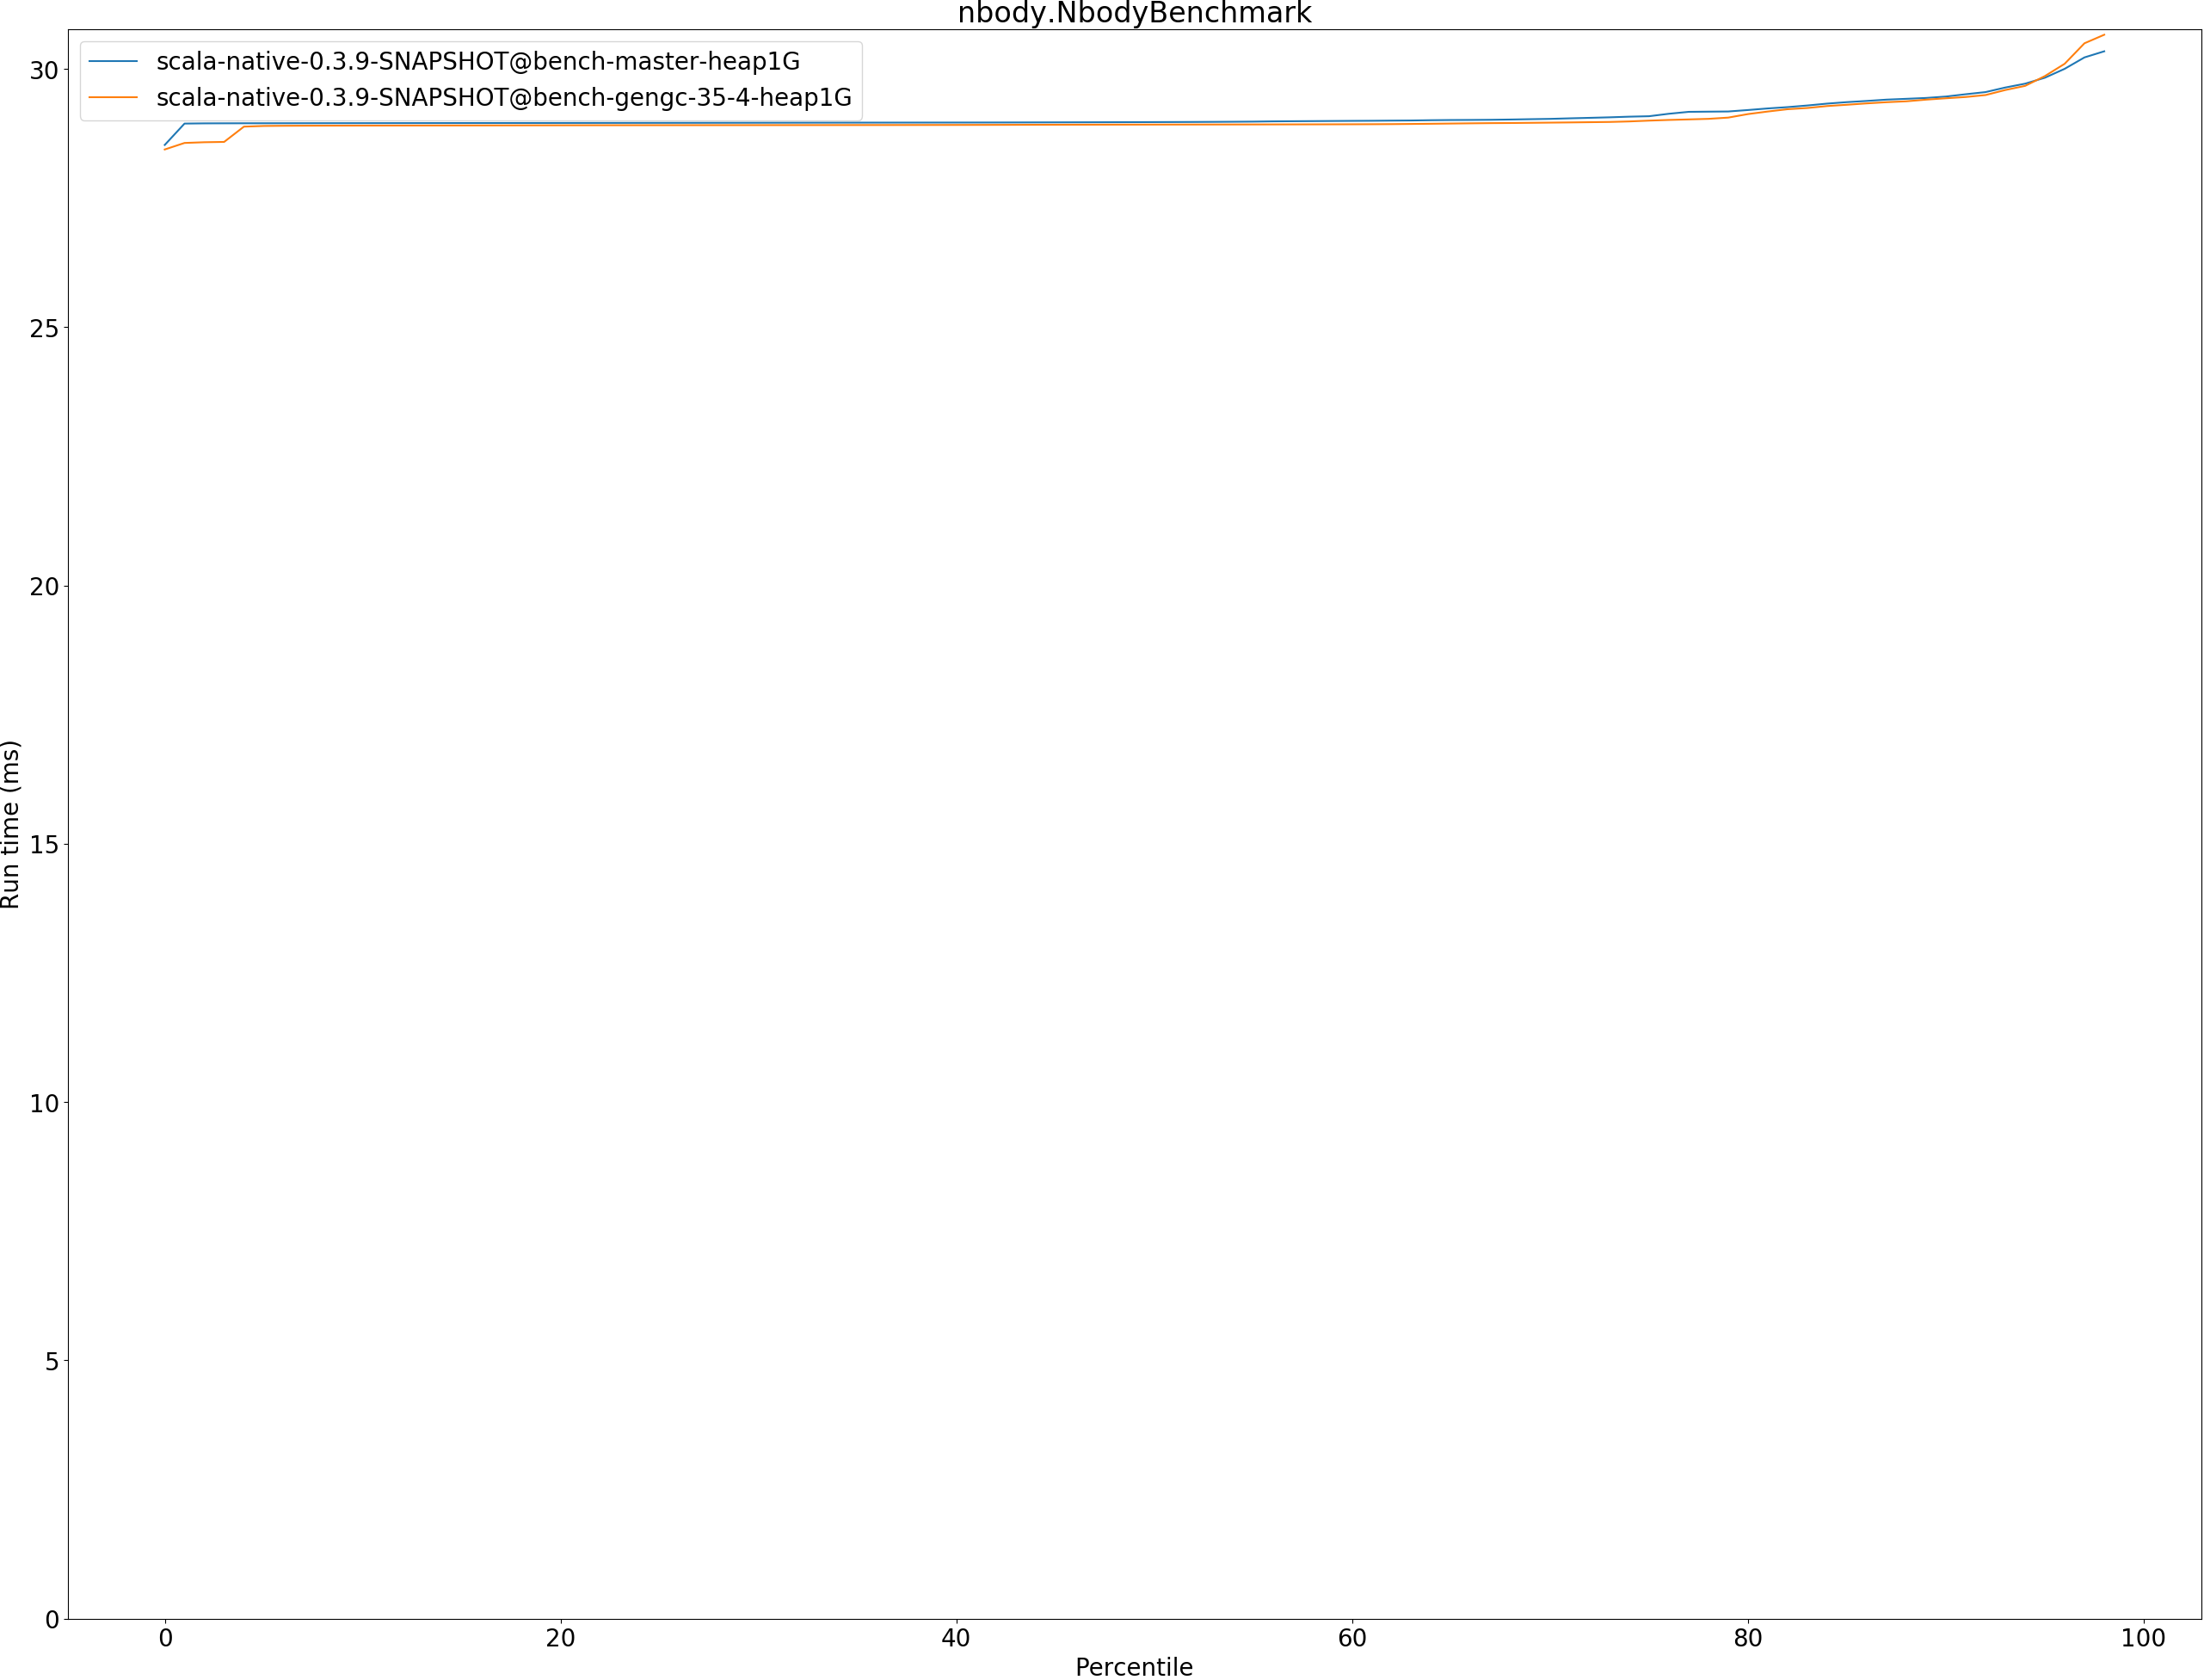 nbody.NbodyBenchmark
scala-native-0.3.9-SNAPSHOT@bench-master-heap1G
scala-native-0.3.9-SNAPSHOT@bench-gengc-35-4-heap1G
30
25
20
15
10
5
0
Run time (ms)
0 20 40 60 80 100
Percentile